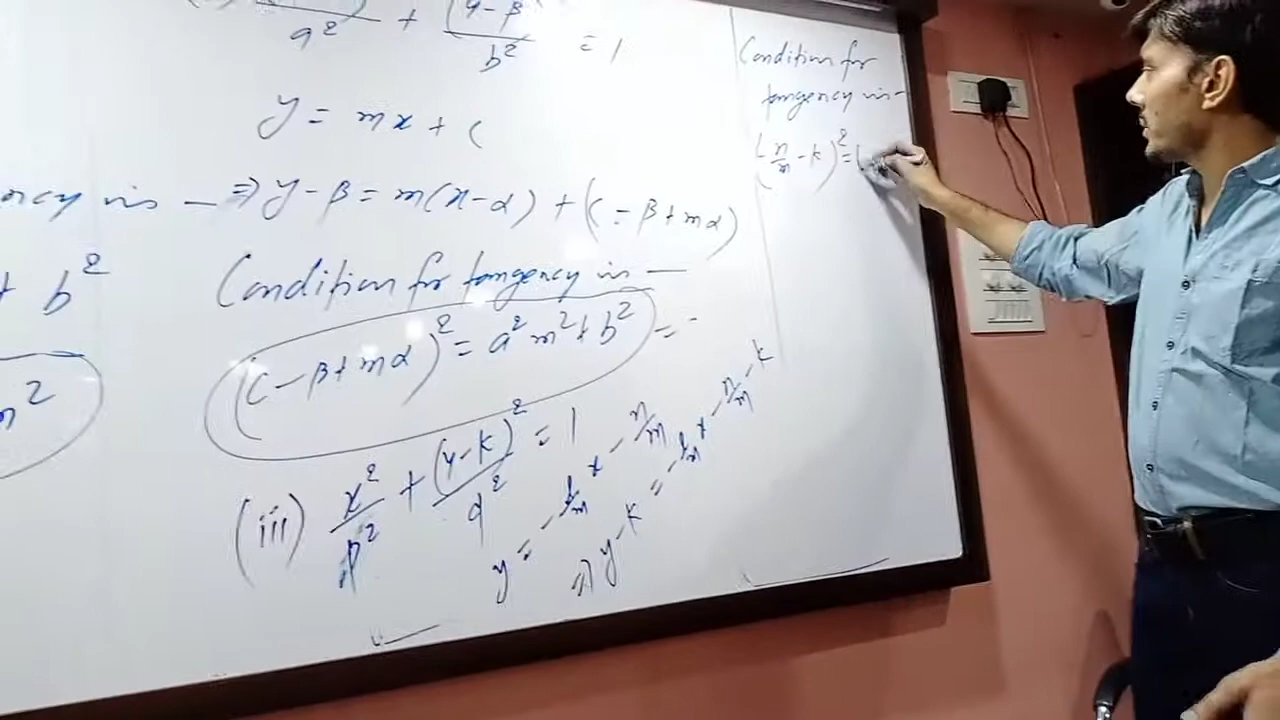 a² + (y-β / b² = 1
y = mx + c
ncy is — ⇒ y-β = m(x-α) + (c-β+mα)
+ b²
Condition for tangency is —
(c-β+mα)² = a²m²+b² =
m²
(iii) x²/p² + (y-k)²/q² = 1
y = -l/m x - n/m
⇒ y-k = -l/m x - n/m - k
Condition for
tangency is -
(n/m - k)² = (